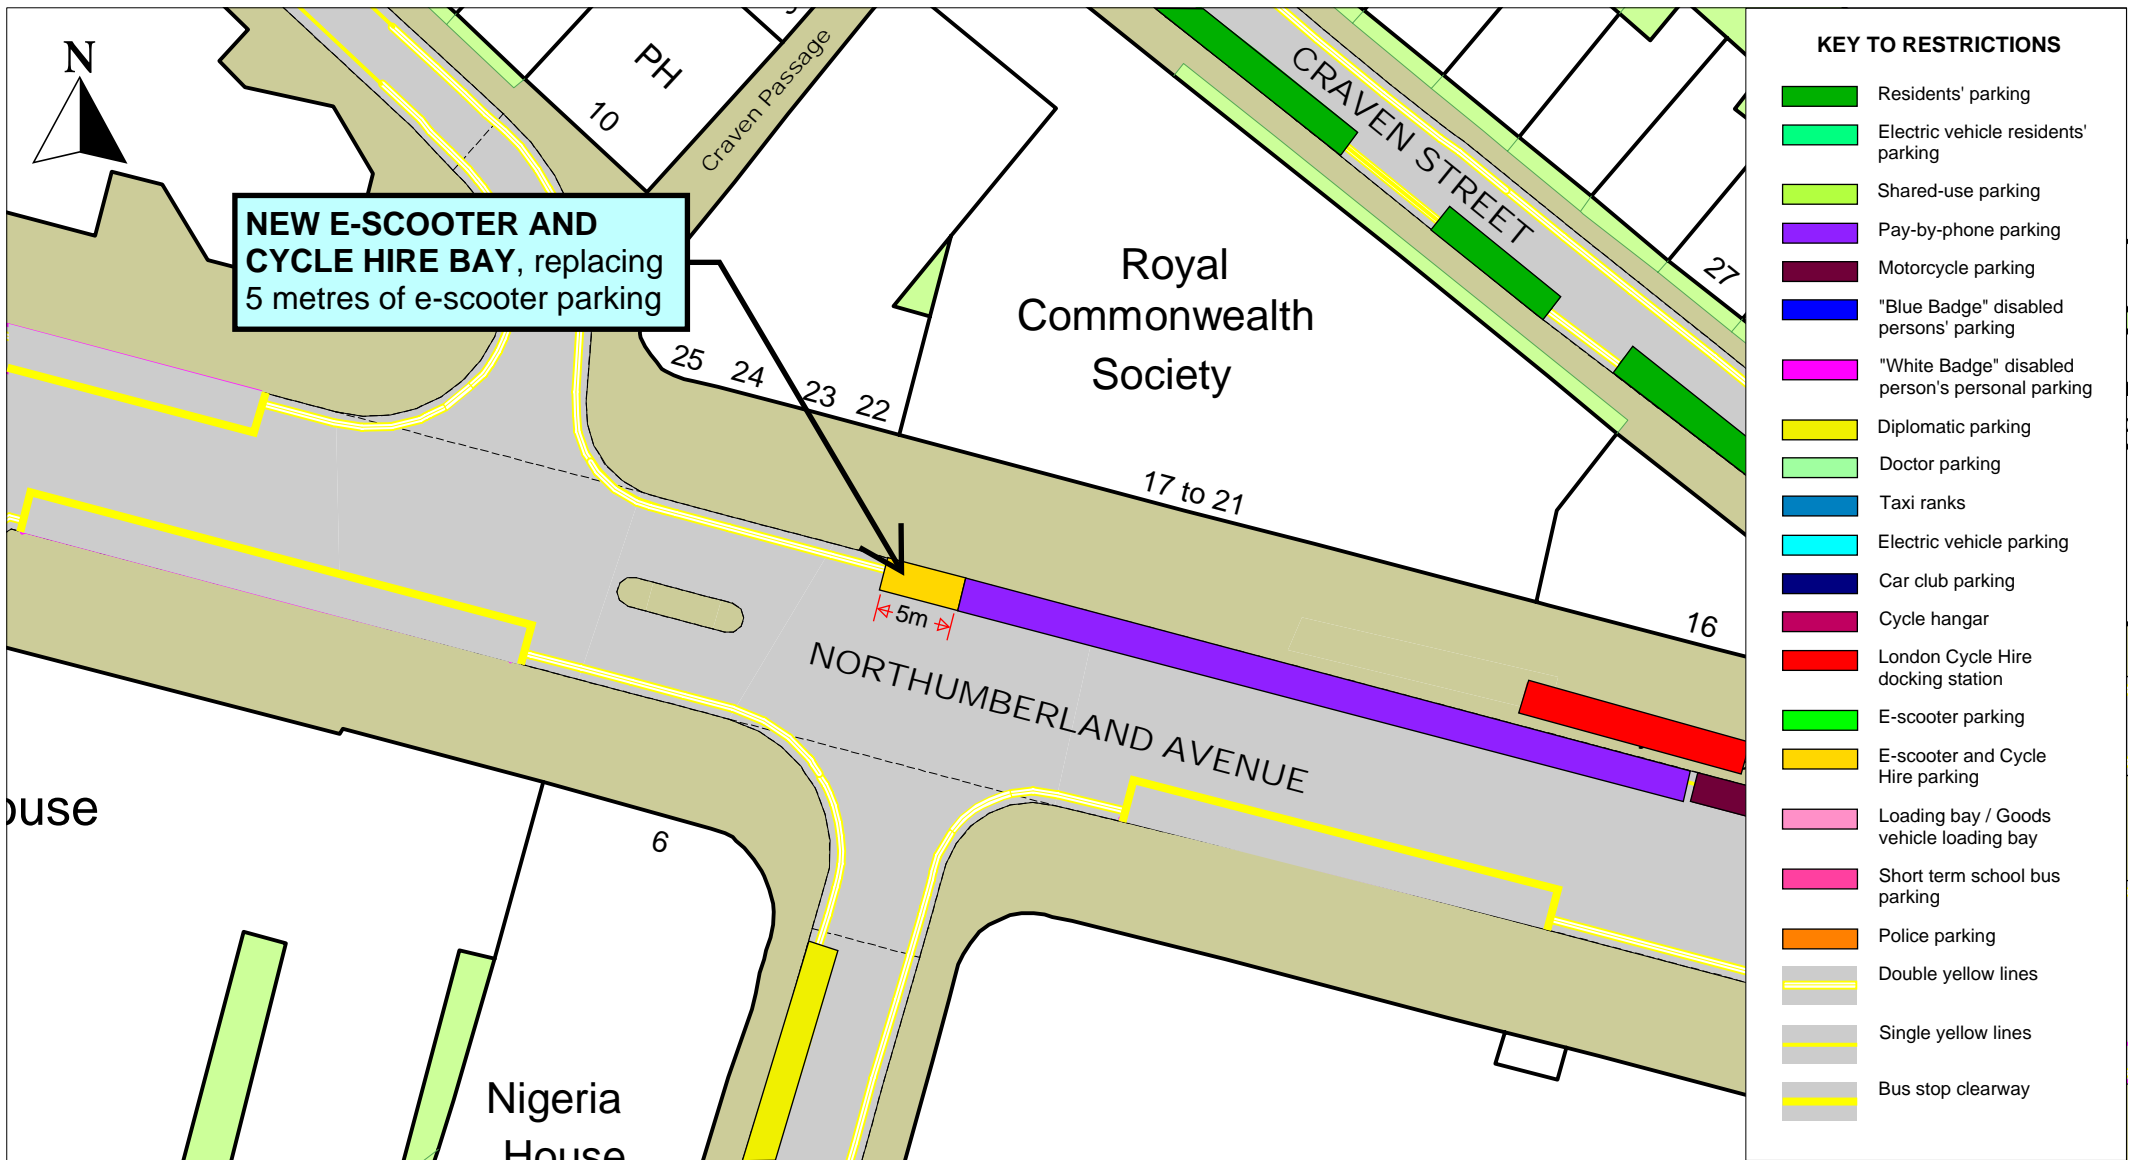 N
PH
10
Craven Passage
CRAVEN STREET
27
NEW E-SCOOTER AND
CYCLE HIRE BAY, replacing
5 metres of e-scooter parking
Royal
Commonwealth
Society
25
24
23
22
17 to 21
16
5m
NORTHUMBERLAND AVENUE
ouse
6
Nigeria
House
KEY TO RESTRICTIONS
Residents' parking
Electric vehicle residents'
parking
Shared-use parking
Pay-by-phone parking
Motorcycle parking
"Blue Badge" disabled
persons' parking
"White Badge" disabled
person's personal parking
Diplomatic parking
Doctor parking
Taxi ranks
Electric vehicle parking
Car club parking
Cycle hangar
London Cycle Hire
docking station
E-scooter parking
E-scooter and Cycle
Hire parking
Loading bay / Goods
vehicle loading bay
Short term school bus
parking
Police parking
Double yellow lines
Single yellow lines
Bus stop clearway